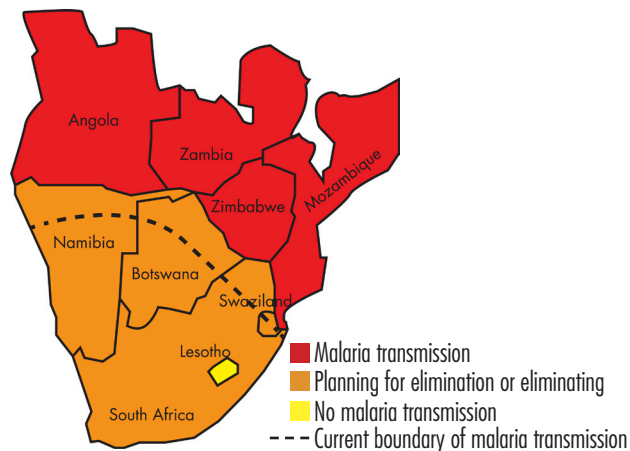 Angola
Zambia
Mozambique
Zimbabwe
Namibia
Botswana
Swaziland
Lesotho
South Africa
Malaria transmission
Planning for elimination or eliminating
No malaria transmission
Current boundary of malaria transmission